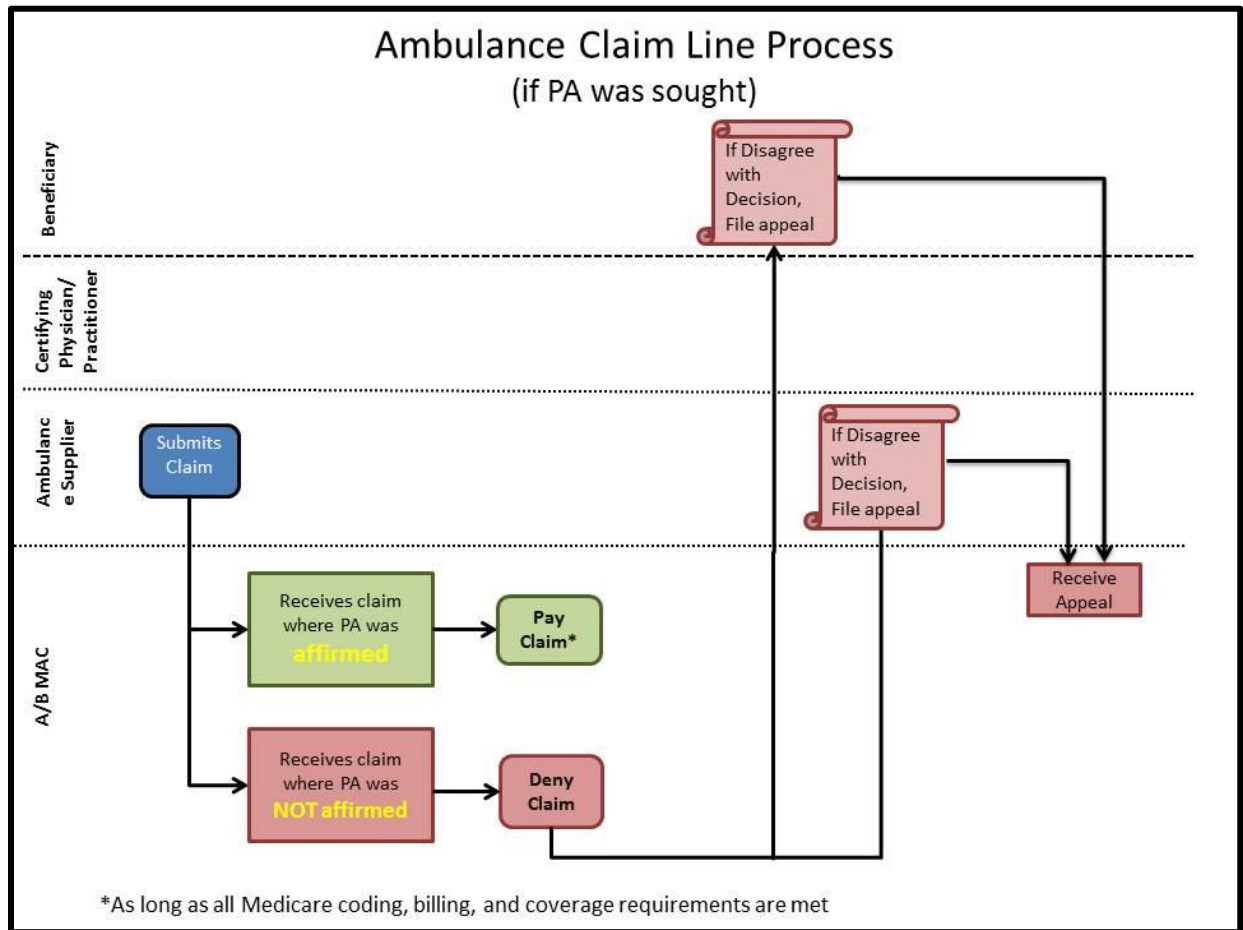 Ambulance Claim Line Process
(if PA was sought)
Beneficiary
If Disagree
with
Decision,
File appeal
Certifying
Physician/
Practitioner
Ambulanc
e Supplier
Submits
Claim
If Disagree
with
Decision,
File appeal
A/B MAC
Receives claim
where PA was
affirmed
Pay
Claim*
Receive
Appeal
Receives claim
where PA was
NOT affirmed
Deny
Claim
*As long as all Medicare coding, billing, and coverage requirements are met